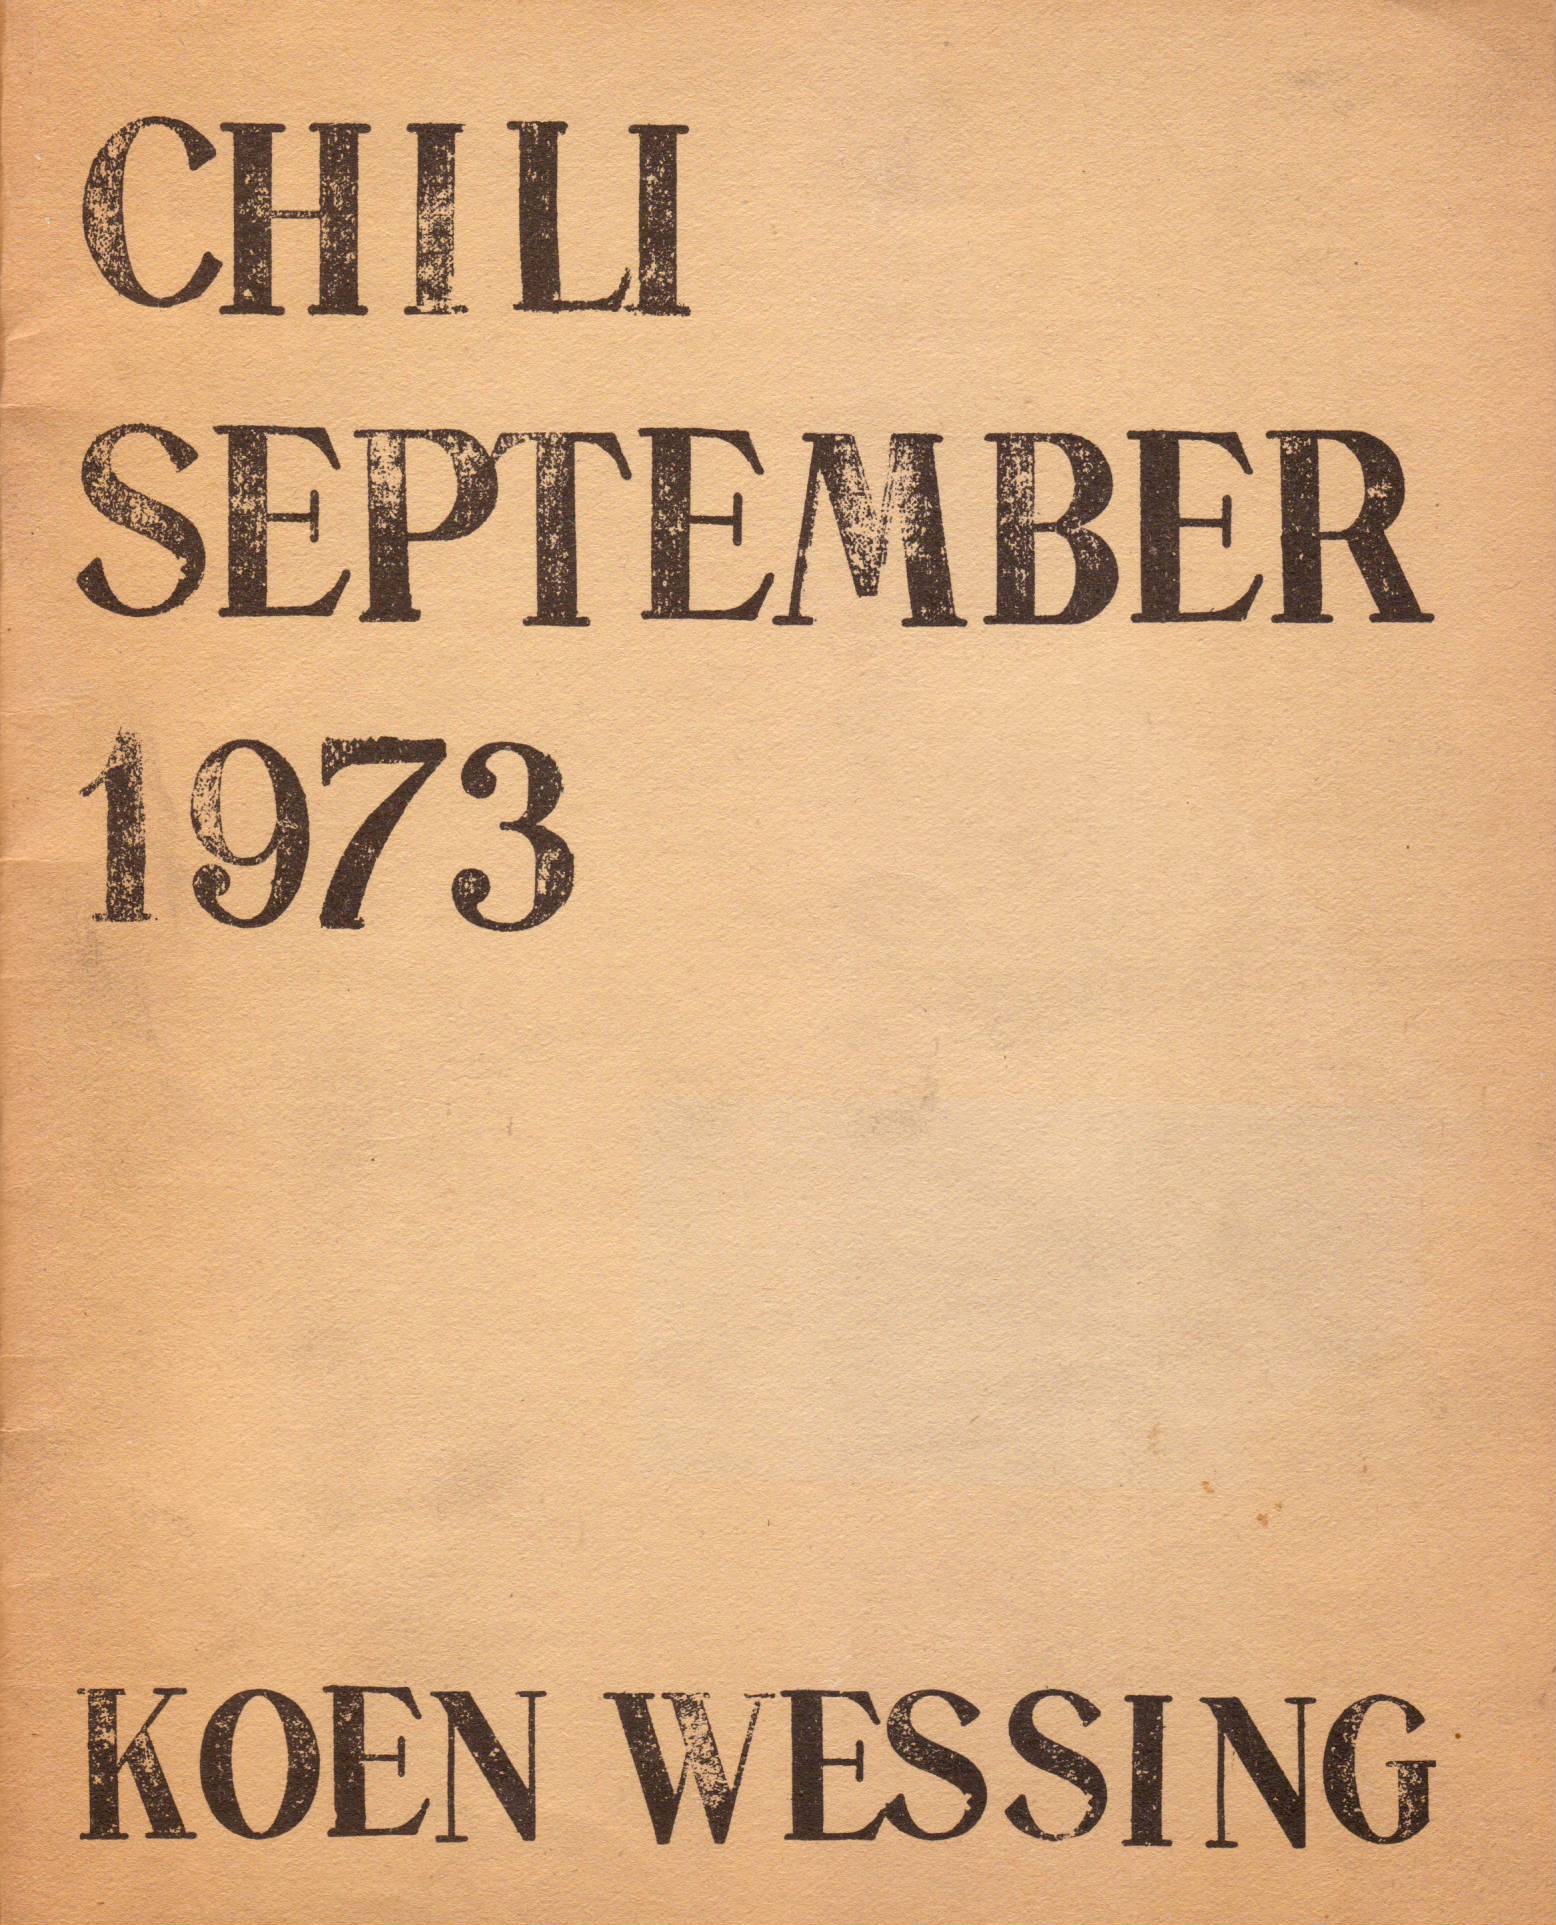 CHILI
SEPTEMBER
1973
KOEN WESSING